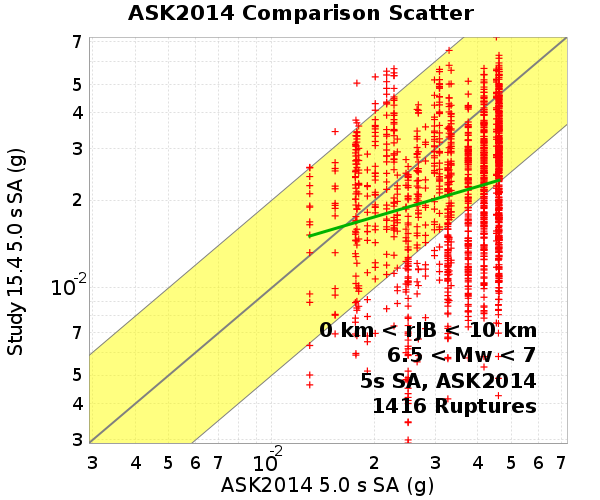 ASK2014 Comparison Scatter
Study 15.4 5.0 s SA (g)
7
5
4
3
2
10-2
7
5
4
3
0 km < rJB < 10 km
6.5 < Mw < 7
5s SA, ASK2014
1416 Ruptures
3 4 5 6 7 10-2 2 3 4 5 6 7
ASK2014 5.0 s SA (g)